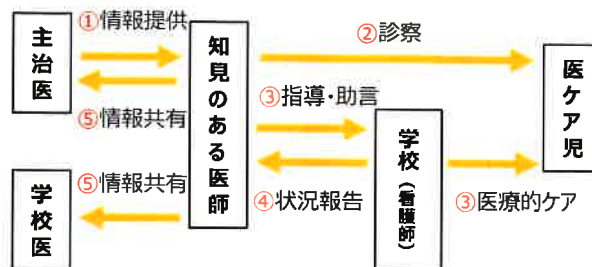 ①情報提供
主治医
知見のある医師
②診察
医ケア児
⑤情報共有
③指導・助言
学校（看護師）
学校医
⑤情報共有
④状況報告
③医療的ケア